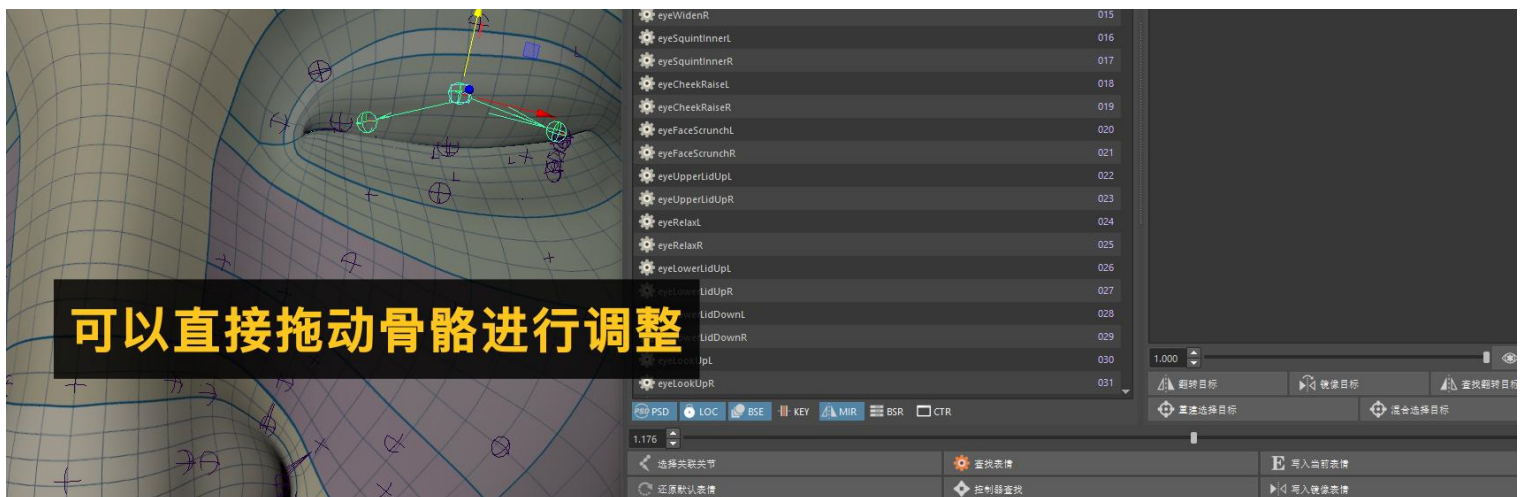 eyeWidenR 015
eyeSquintInnerL 016
eyeSquintInnerR 017
eyeCheekRaiseL 018
eyeCheekRaiseR 019
eyeFaceScrunchL 020
eyeFaceScrunchR 021
eyeUpperLidUpL 022
eyeUpperLidUpR 023
eyeRelaxL 024
eyeRelaxR 025
eyeLowerLidUpL 026
eyeLowerLidUpR 027
LidDownL 028
LidDownR 029
eyeLookUpL 030
eyeLookUpR 031
可以直接拖动骨骼进行调整
1.000
翻转目标 镜像目标 查找翻转目标
重建选择目标 混合选择目标
PSD PSD LOC BSE KEY MIR BSR CTR
1.176
选择关联关节 查找表情 E 写入当前表情
还原默认表情 控制器查找 写入镜像表情